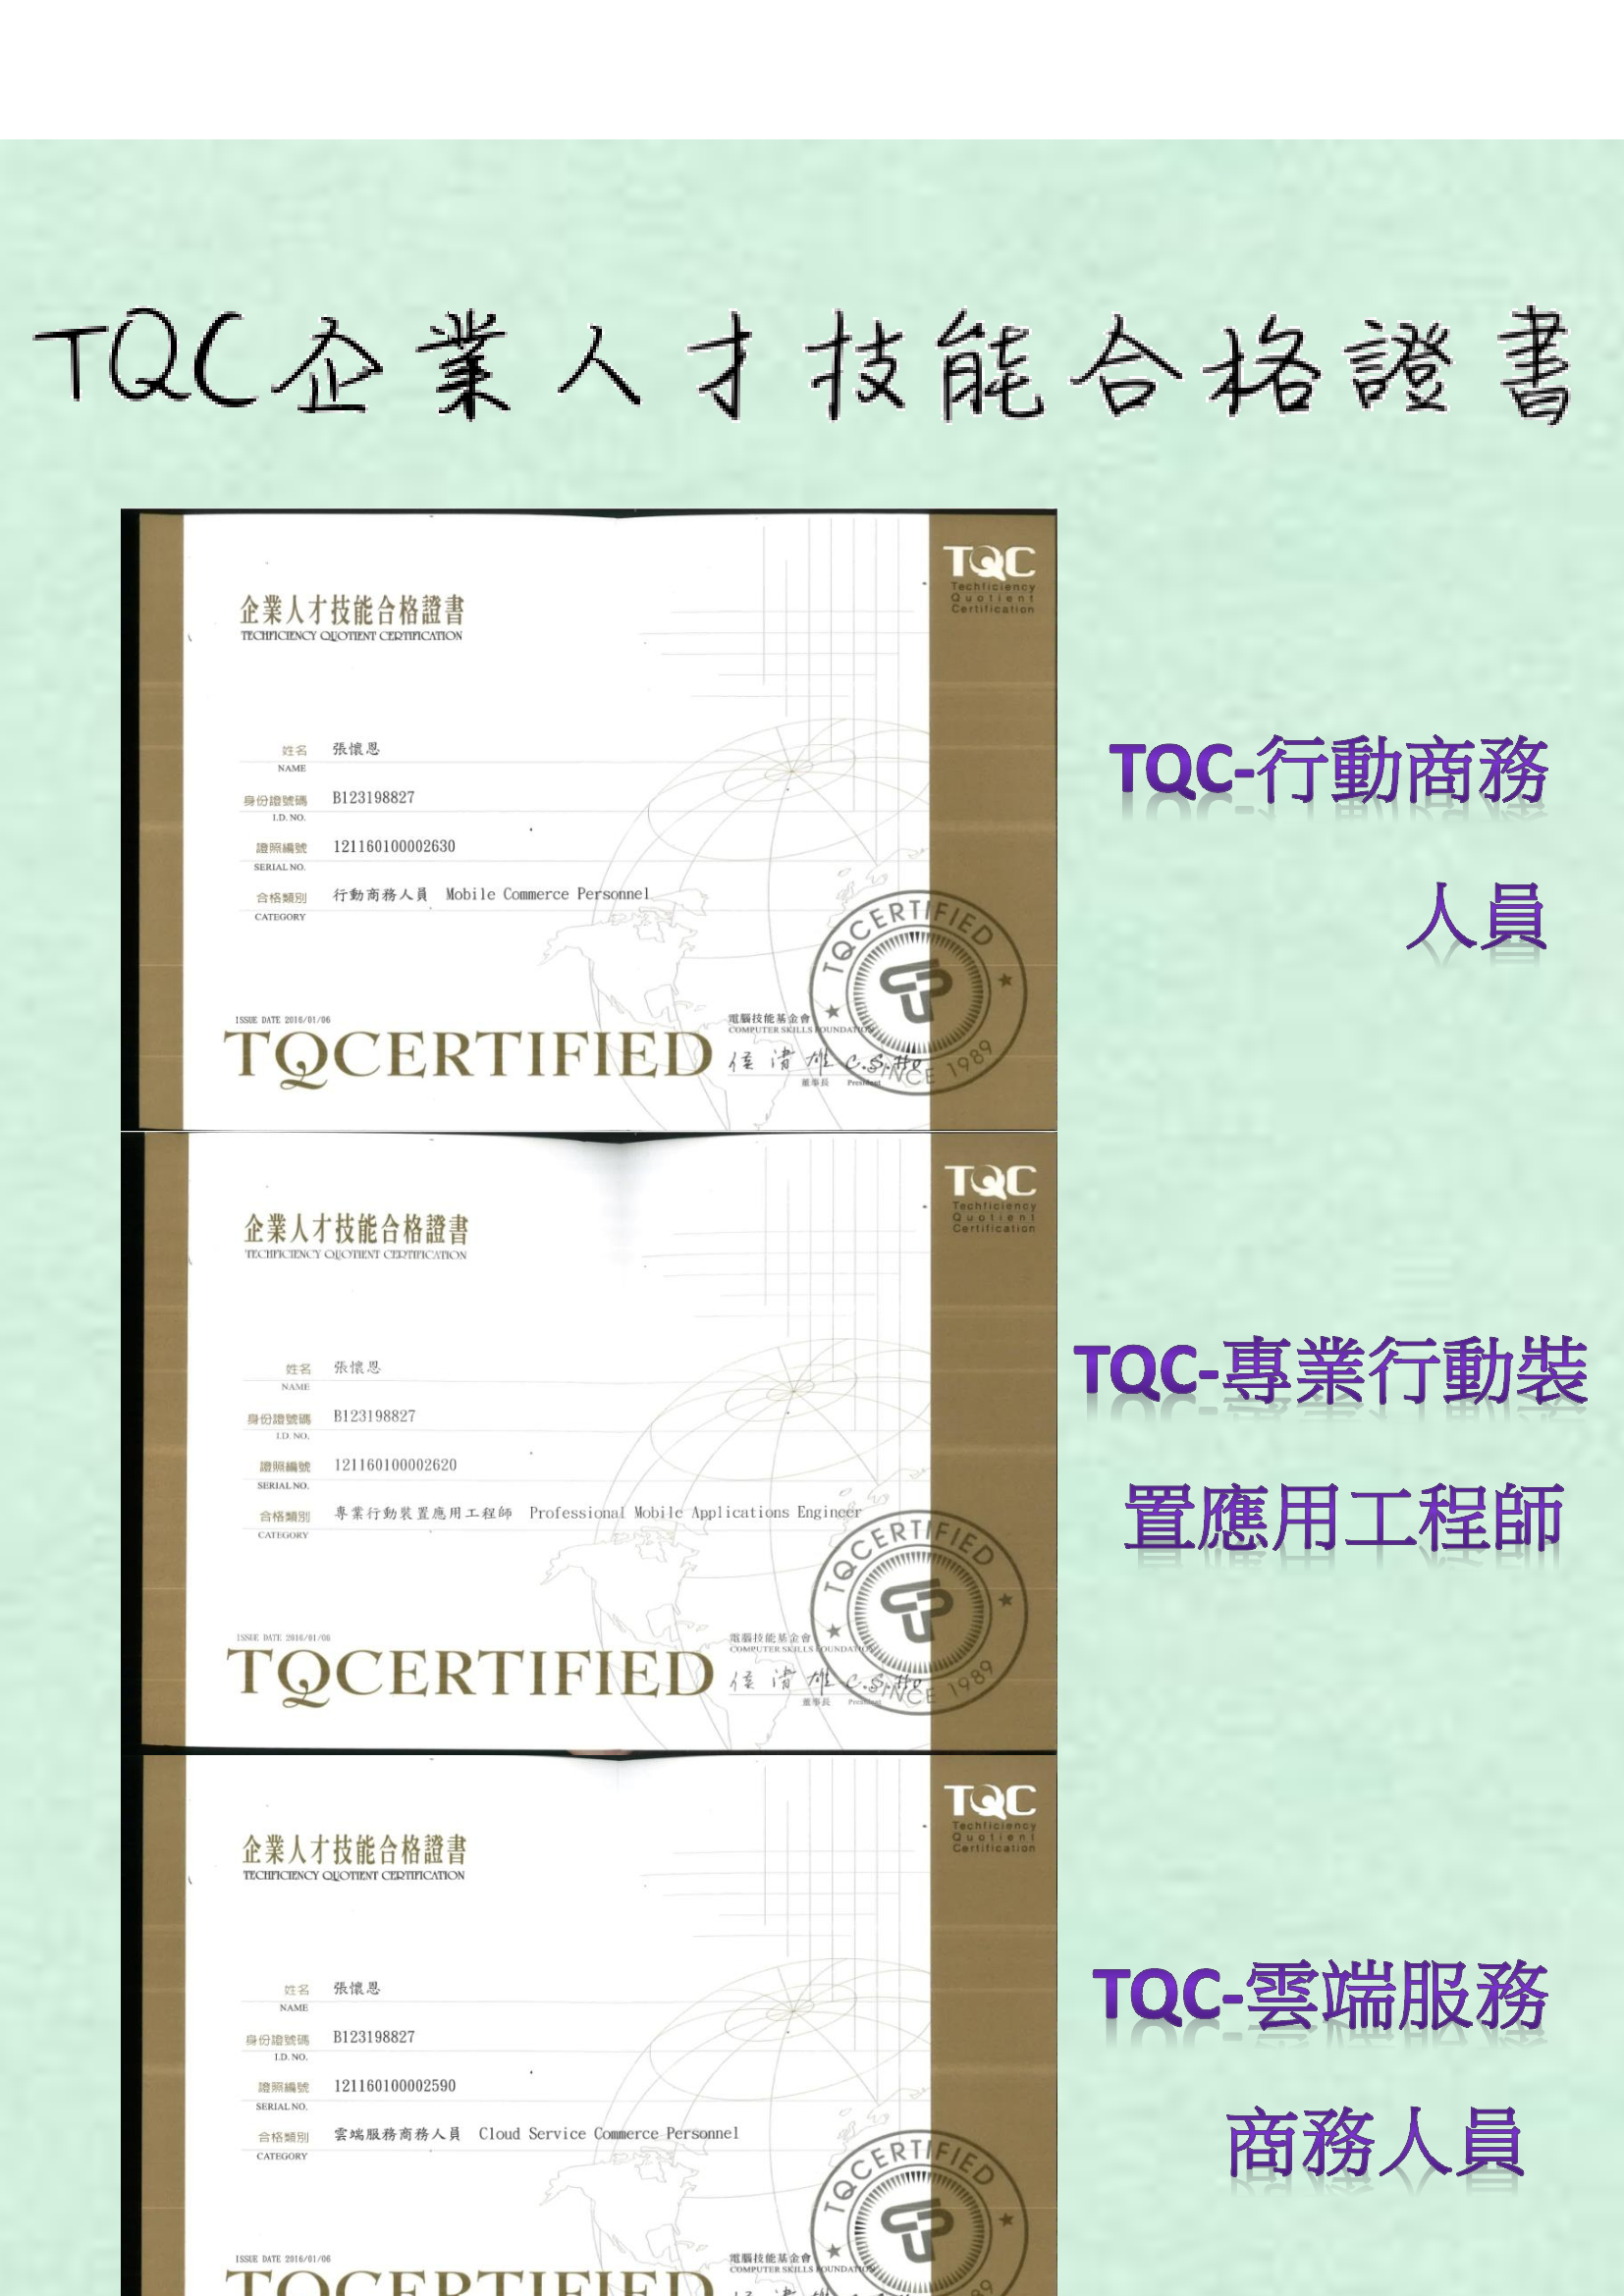 TQC企業人才技能合格證書
TQC
Techficiency
Quotient
Certification
企業人才技能合格證書
TECHFICIENCY QUOTIENT CERTIFICATION
姓名 張懷恩
NAME
身份證號碼 B123198827
I.D. NO.
證照編號 121160100002630
SERIAL NO.
合格類別 行動商務人員 Mobile Commerce Personnel
CATEGORY
ISSUE DATE 2016/01/06
TQCERTIFIED
電腦技能基金會
COMPUTER SKILLS FOUNDATION
C.S.Ho
董事長 President
TQCERTIFIED ★ SINCE 1989 ★
TQC-行動商務
人員
TQC
Techficiency
Quotient
Certification
企業人才技能合格證書
TECHFICIENCY QUOTIENT CERTIFICATION
姓名 張懷恩
NAME
身份證號碼 B123198827
I.D. NO.
證照編號 121160100002620
SERIAL NO.
合格類別 專業行動裝置應用工程師 Professional Mobile Applications Engineer
CATEGORY
ISSUE DATE 2016/01/06
TQCERTIFIED
電腦技能基金會
COMPUTER SKILLS FOUNDATION
C.S.Ho
董事長 President
TQCERTIFIED ★ SINCE 1989 ★
TQC-專業行動裝
置應用工程師
TQC
Techficiency
Quotient
Certification
企業人才技能合格證書
TECHFICIENCY QUOTIENT CERTIFICATION
姓名 張懷恩
NAME
身份證號碼 B123198827
I.D. NO.
證照編號 121160100002590
SERIAL NO.
合格類別 雲端服務商務人員 Cloud Service Commerce Personnel
CATEGORY
ISSUE DATE 2016/01/06
TQCERTIFIED
電腦技能基金會
COMPUTER SKILLS FOUNDATION
TQCERTIFIED ★
TQC-雲端服務
商務人員